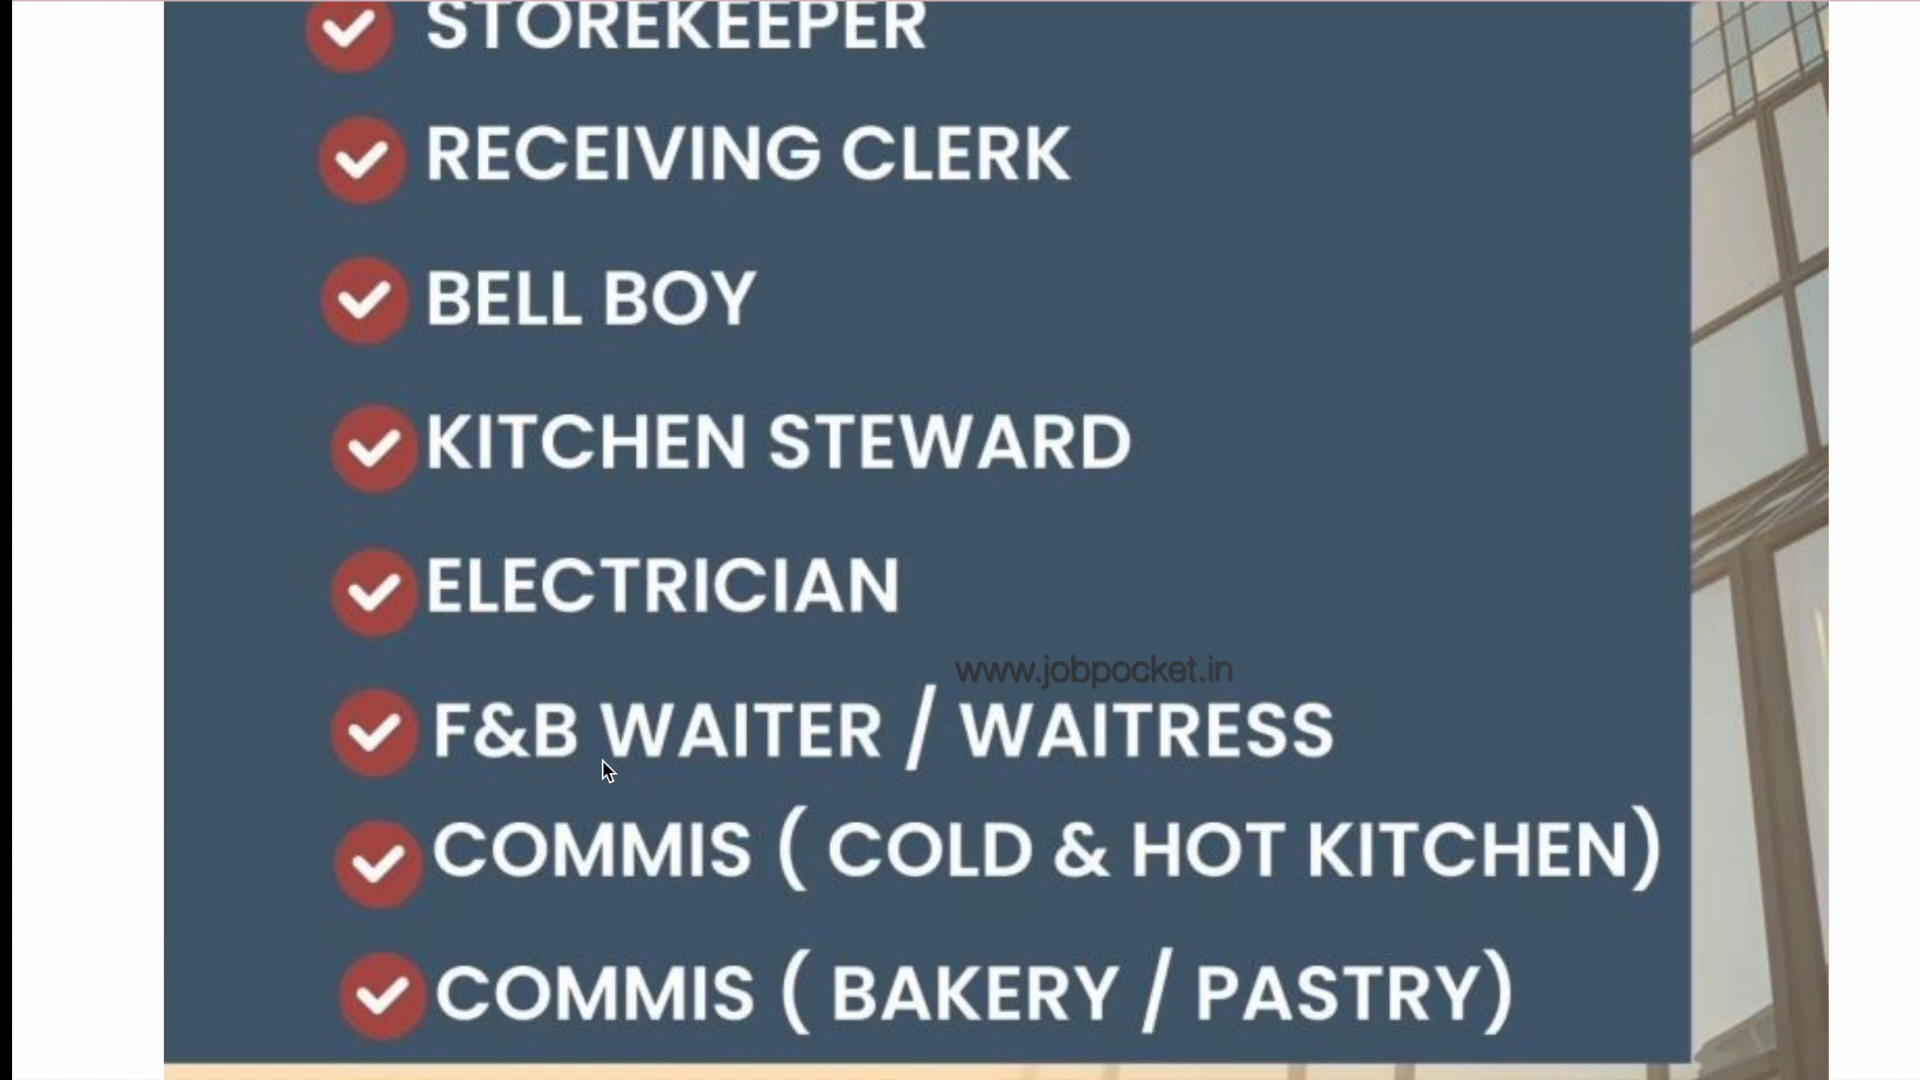 STOREKEEPER
RECEIVING CLERK
BELL BOY
KITCHEN STEWARD
ELECTRICIAN
www.jobpocket.in
F&B WAITER / WAITRESS
COMMIS ( COLD & HOT KITCHEN)
COMMIS ( BAKERY / PASTRY)